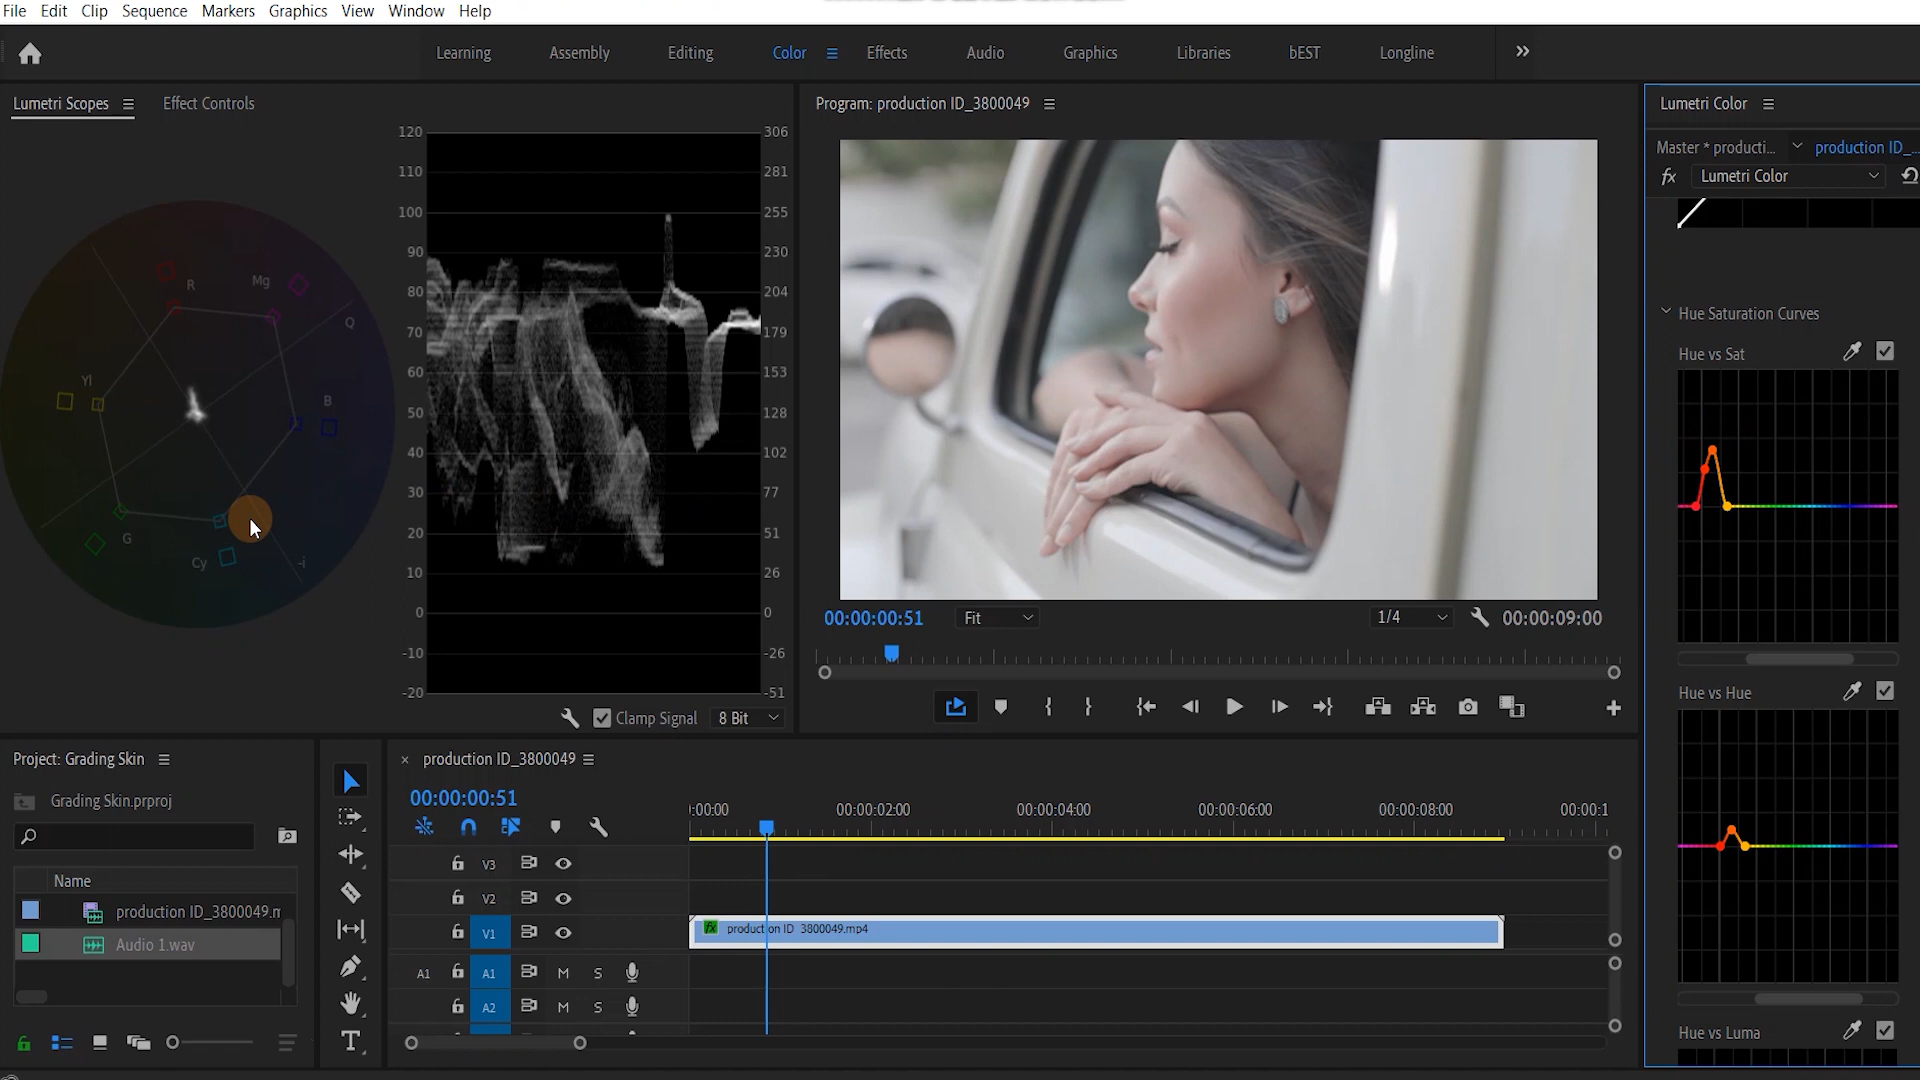 File Edit Clip Sequence Markers Graphics View Window Help
Learning Assembly Editing Color Effects Audio Graphics Libraries bEST Longline
Lumetri Scopes Effect Controls
120 306
110 281
100 255
90 230
80 204
70 179
60 153
50 128
40 102
30 77
20 51
10 26
0 0
-10 -26
-20 -51
R Mg Q
Yl B
G Cy -i
Clamp Signal 8 Bit
Program: production ID_3800049
00:00:00:51 Fit 1/4 00:00:09:00
Lumetri Color
Master * producti... production ID_...
fx Lumetri Color
Hue Saturation Curves
Hue vs Sat
Hue vs Hue
Hue vs Luma
Project: Grading Skin
Grading Skin.prproj
Name
production ID_3800049.m
Audio 1.wav
T
× production ID_3800049
00:00:00:51
:00:00 00:00:02:00 00:00:04:00 00:00:06:00 00:00:08:00 00:00:1
V3
V2
V1 fx production ID_3800049.mp4
A1 A1 M S
A2 M S